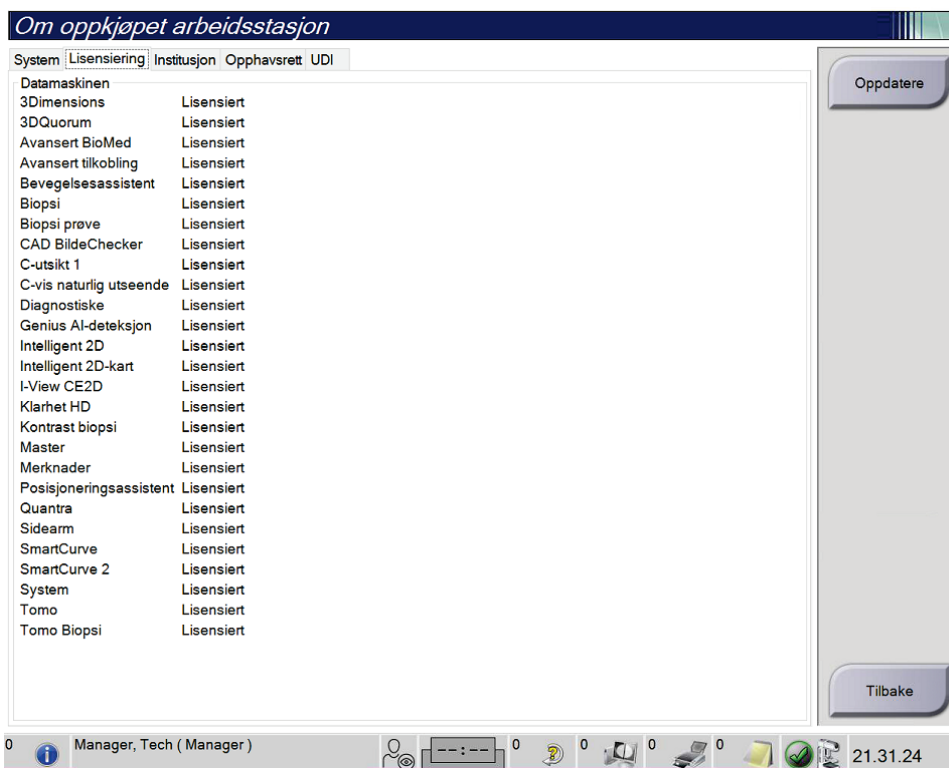 Om oppkjøpet arbeidsstasjon
System Lisensiering Institusjon Opphavsrett UDI
Oppdatere
Datamaskinen
3Dimensions Lisensiert
3DQuorum Lisensiert
Avansert BioMed Lisensiert
Avansert tilkobling Lisensiert
Bevegelsesassistent Lisensiert
Biopsi Lisensiert
Biopsi prøve Lisensiert
CAD BildeChecker Lisensiert
C-utsikt 1 Lisensiert
C-vis naturlig utseende Lisensiert
Diagnostiske Lisensiert
Genius AI-deteksjon Lisensiert
Intelligent 2D Lisensiert
Intelligent 2D-kart Lisensiert
I-View CE2D Lisensiert
Klarhet HD Lisensiert
Kontrast biopsi Lisensiert
Master Lisensiert
Merknader Lisensiert
Posisjoneringsassistent Lisensiert
Quantra Lisensiert
Sidearm Lisensiert
SmartCurve Lisensiert
SmartCurve 2 Lisensiert
System Lisensiert
Tomo Lisensiert
Tomo Biopsi Lisensiert
Tilbake
0 Manager, Tech ( Manager ) --:-- 0 0 0 0 21.31.24